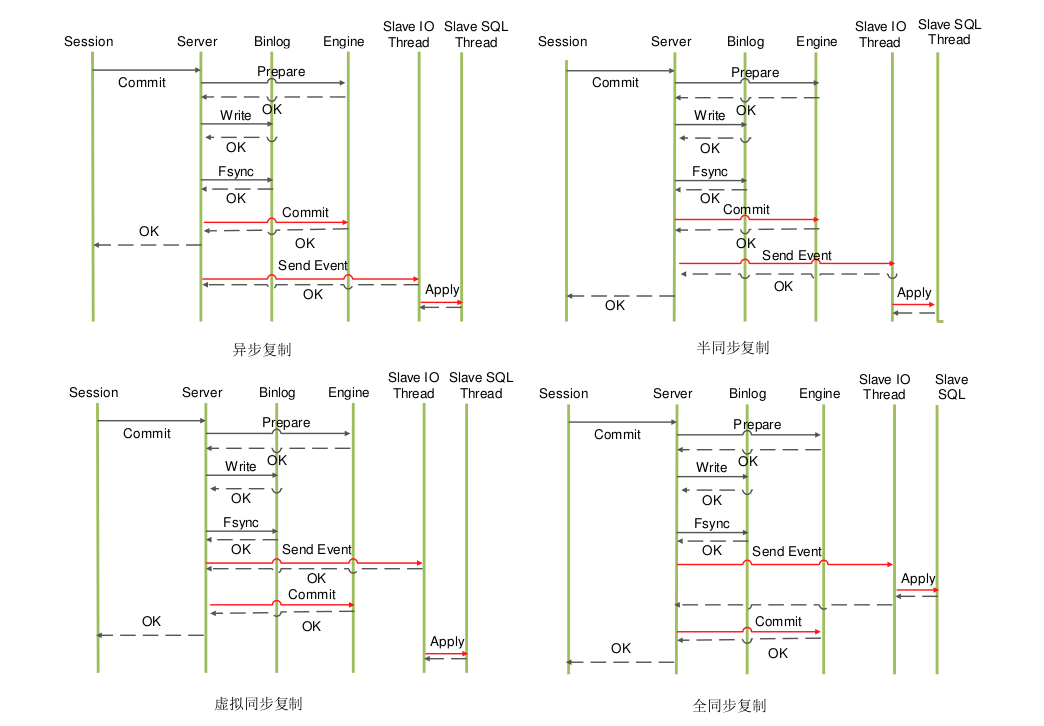 Session Server Binlog Engine Slave IO Thread Slave SQL Thread
Commit
Prepare
OK
Write
OK
Fsync
OK
Commit
OK
OK
Send Event
OK
Apply
异步复制
Session Server Binlog Engine Slave IO Thread Slave SQL Thread
Commit
Prepare
OK
Write
OK
Fsync
OK
Commit
OK
Send Event
OK
Apply
OK
半同步复制
Session Server Binlog Engine Slave IO Thread Slave SQL Thread
Commit
Prepare
OK
Write
OK
Fsync
OK
Send Event
OK
Commit
OK
OK
Apply
虚拟同步复制
Session Server Binlog Engine Slave IO Thread Slave SQL
Commit
Prepare
OK
Write
OK
Fsync
OK
Send Event
Apply
Commit
OK
OK
全同步复制